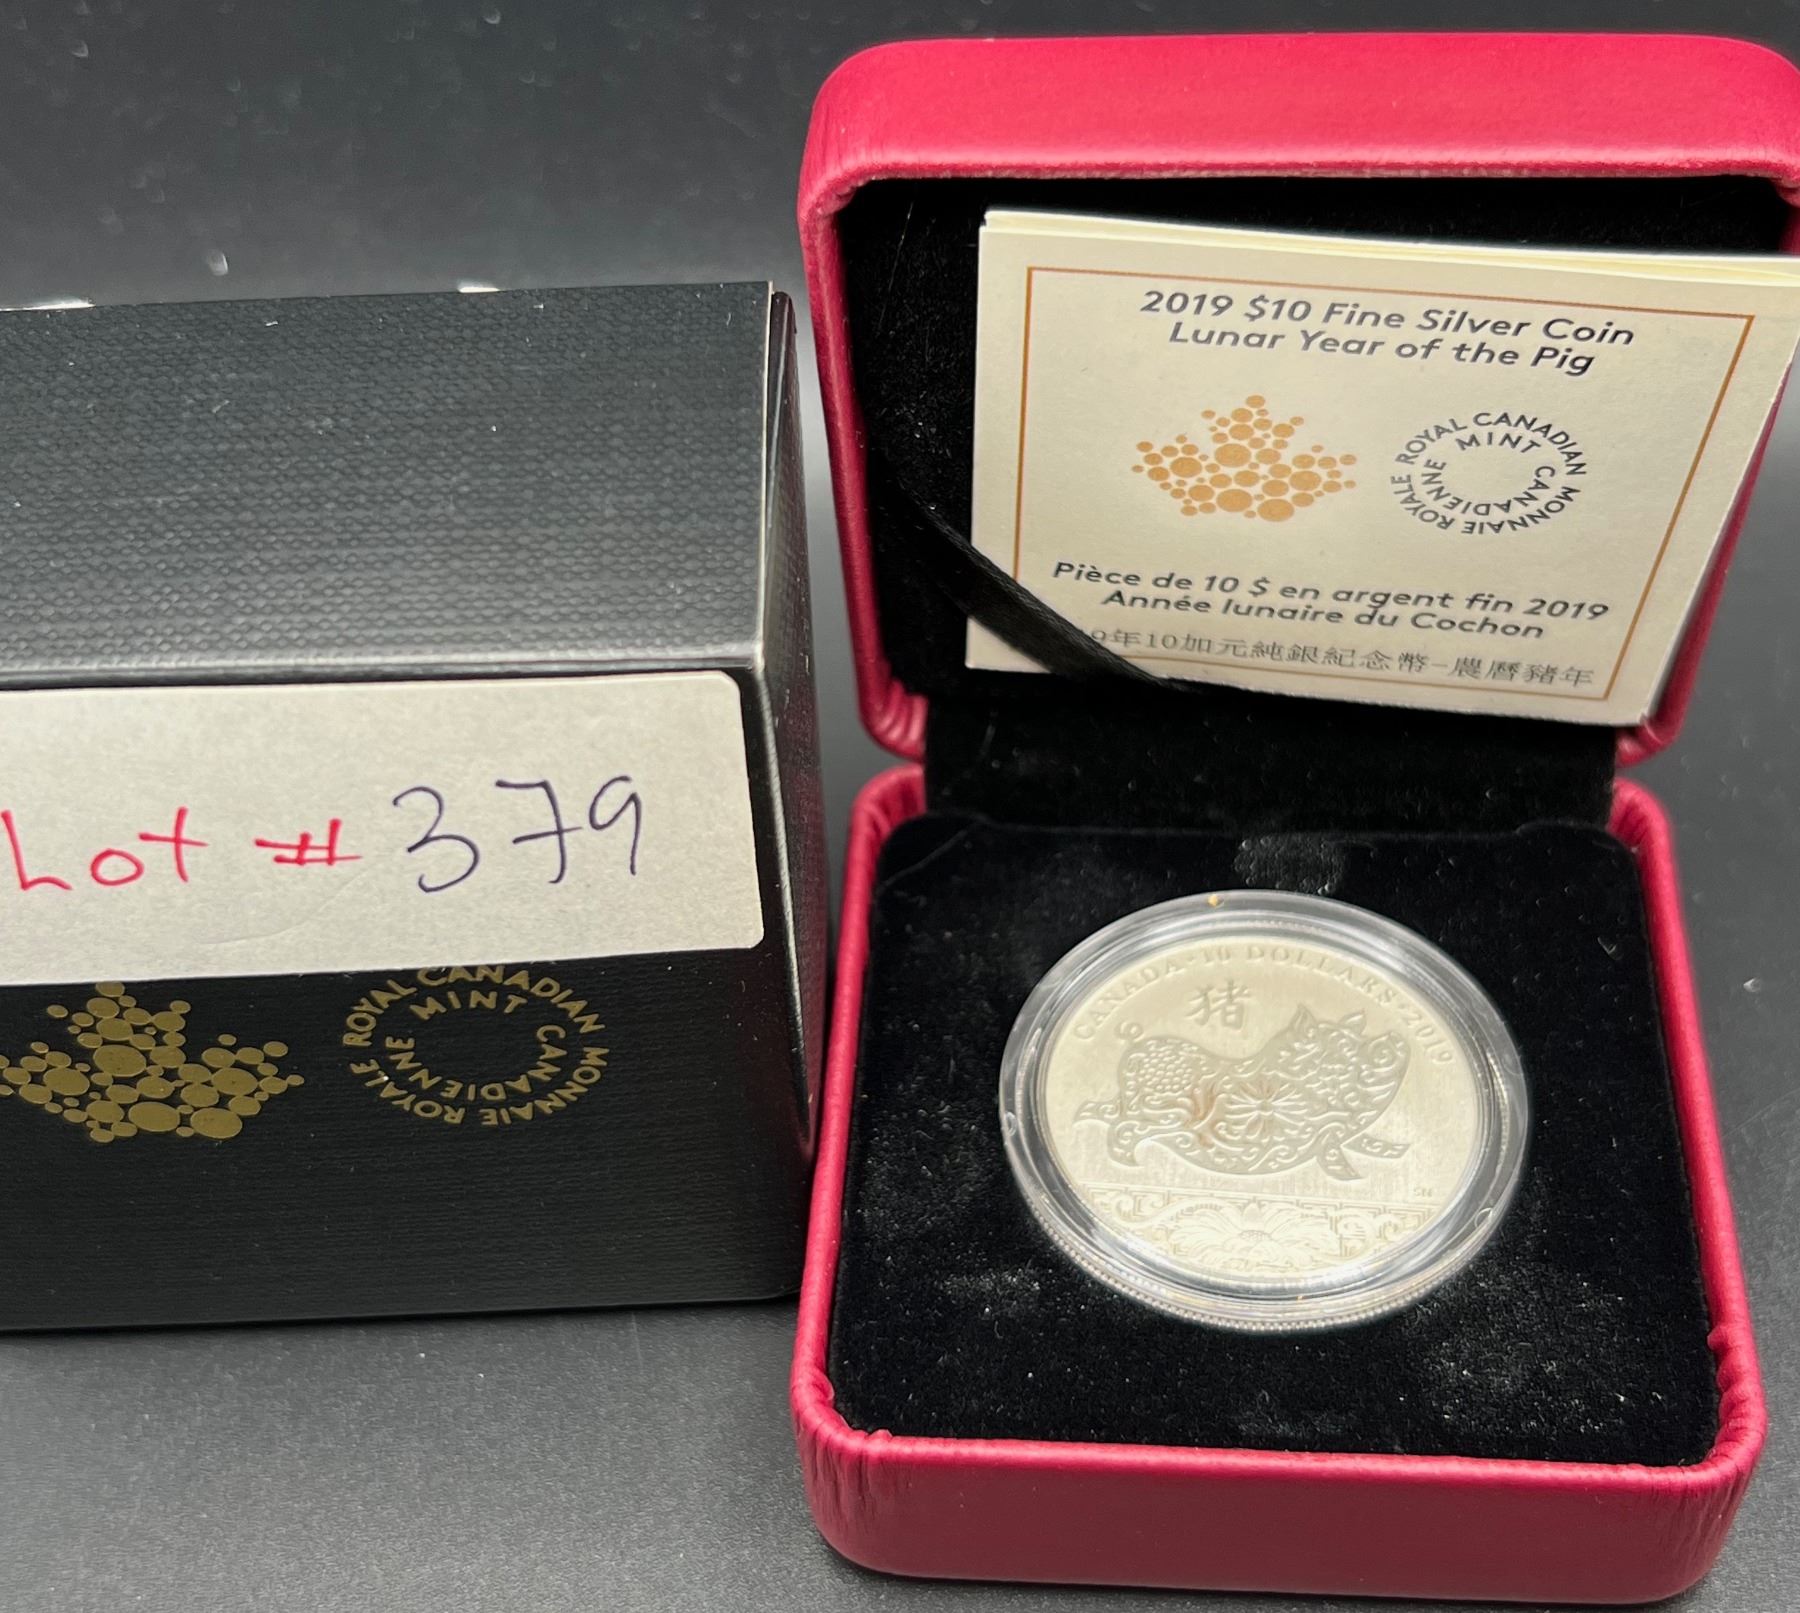 Lot # 379
ROYAL CANADIAN MINT
MONNAIE ROYALE CANADIENNE
2019 $10 Fine Silver Coin
Lunar Year of the Pig
ROYAL CANADIAN MINT
MONNAIE ROYALE CANADIENNE
Pièce de 10 $ en argent fin 2019
Année lunaire du Cochon
9年10加元純銀紀念幣-農曆豬年
CANADA·10 DOLLARS·2019
猪
SN